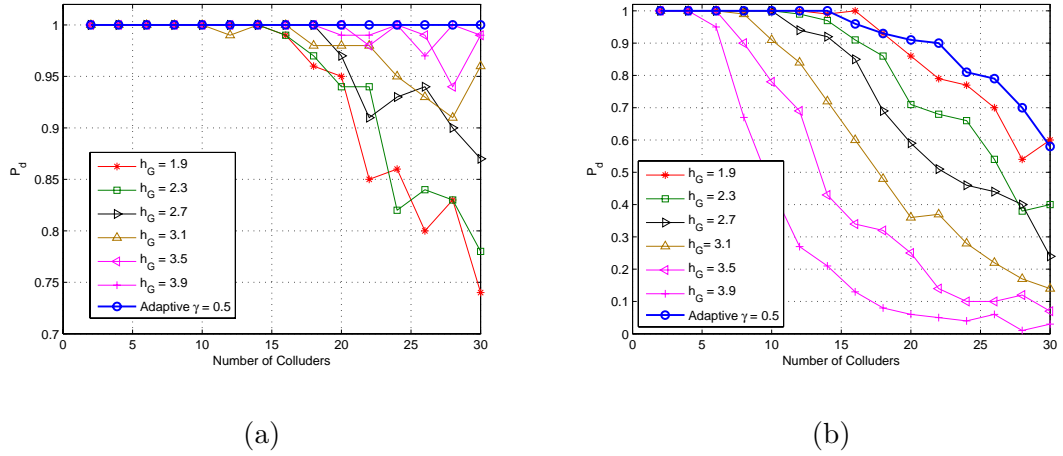 1
0.95
0.9
0.85
0.8
0.75
0.7
P_d
0 5 10 15 20 25 30
Number of Colluders
h_G = 1.9
h_G = 2.3
h_G = 2.7
h_G = 3.1
h_G = 3.5
h_G = 3.9
Adaptive γ = 0.5
(a)
1
0.9
0.8
0.7
0.6
0.5
0.4
0.3
0.2
0.1
0
P_d
0 5 10 15 20 25 30
Number of Colluders
h_G = 1.9
h_G = 2.3
h_G = 2.7
h_G = 3.1
h_G = 3.5
h_G = 3.9
Adaptive γ = 0.5
(b)